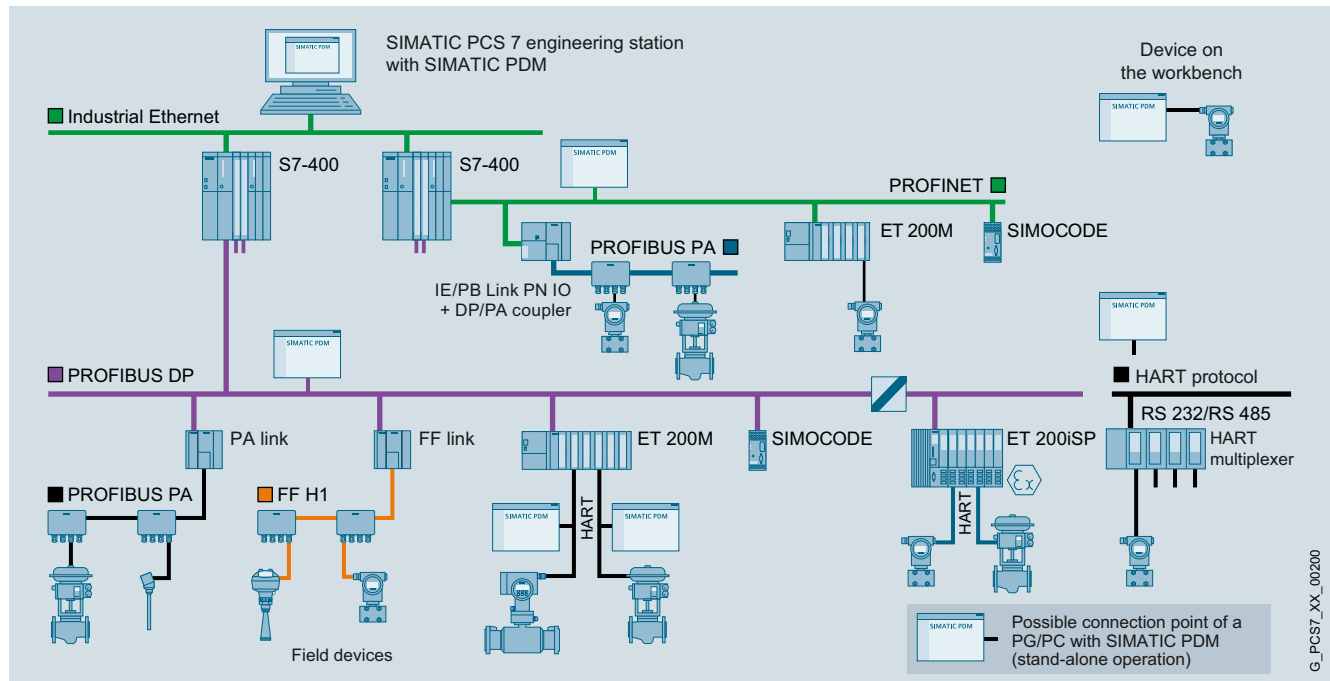 SIMATIC PDM
SIMATIC PCS 7 engineering station
with SIMATIC PDM
Device on
the workbench
SIMATIC PDM
Industrial Ethernet
S7-400
S7-400
SIMATIC PDM
PROFINET
ET 200M
SIMOCODE
PROFIBUS PA
IE/PB Link PN IO
+ DP/PA coupler
SIMATIC PDM
SIMATIC PDM
PROFIBUS DP
HART protocol
RS 232/RS 485
HART
multiplexer
PA link
FF link
ET 200M
SIMOCODE
ET 200iSP
Ex
PROFIBUS PA
FF H1
HART
SIMATIC PDM
SIMATIC PDM
HART
Field devices
SIMATIC PDM
Possible connection point of a
PG/PC with SIMATIC PDM
(stand-alone operation)
G_PCS7_XX_00200